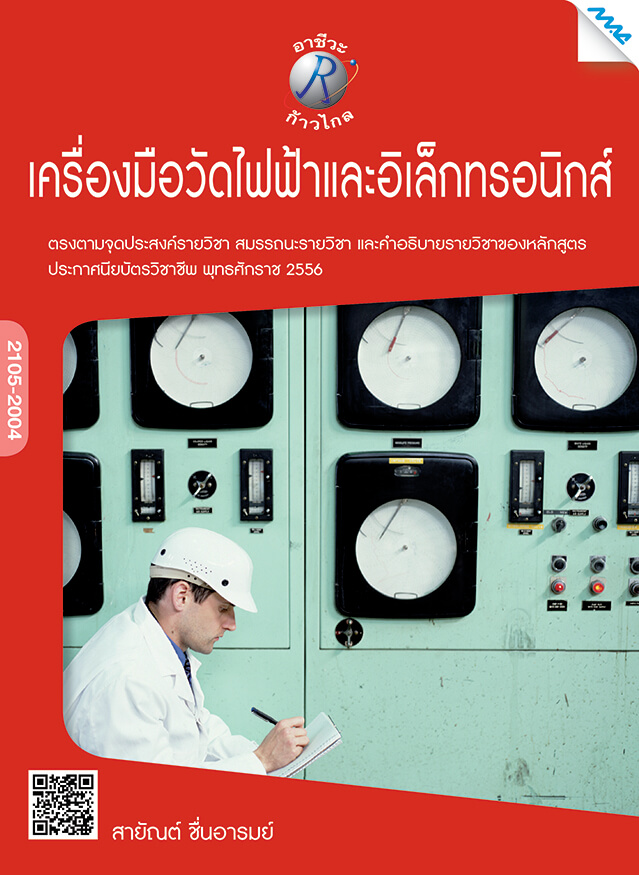 MAC
อาชีวะ
R
ก้าวไกล
เครื่องมือวัดไฟฟ้าและอิเล็กทรอนิกส์
ตรงตามจุดประสงค์รายวิชา สมรรถนะรายวิชา และคำอธิบายรายวิชาของหลักสูตร
ประกาศนียบัตรวิชาชีพ พุทธศักราช 2556
2105-2004
สายัณต์ ชื่นอารมย์